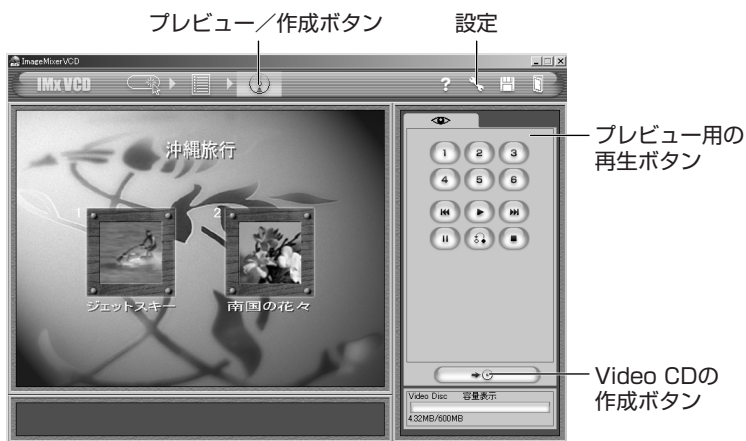 プレビュー／作成ボタン
設定
ImageMixerVCD
IMx VCD
?
沖縄旅行
1
2
ジェットスキー
南国の花々
1 2 3
4 5 6
プレビュー用の
再生ボタン
Video CDの
作成ボタン
Video Disc 容量表示
4.32MB/600MB